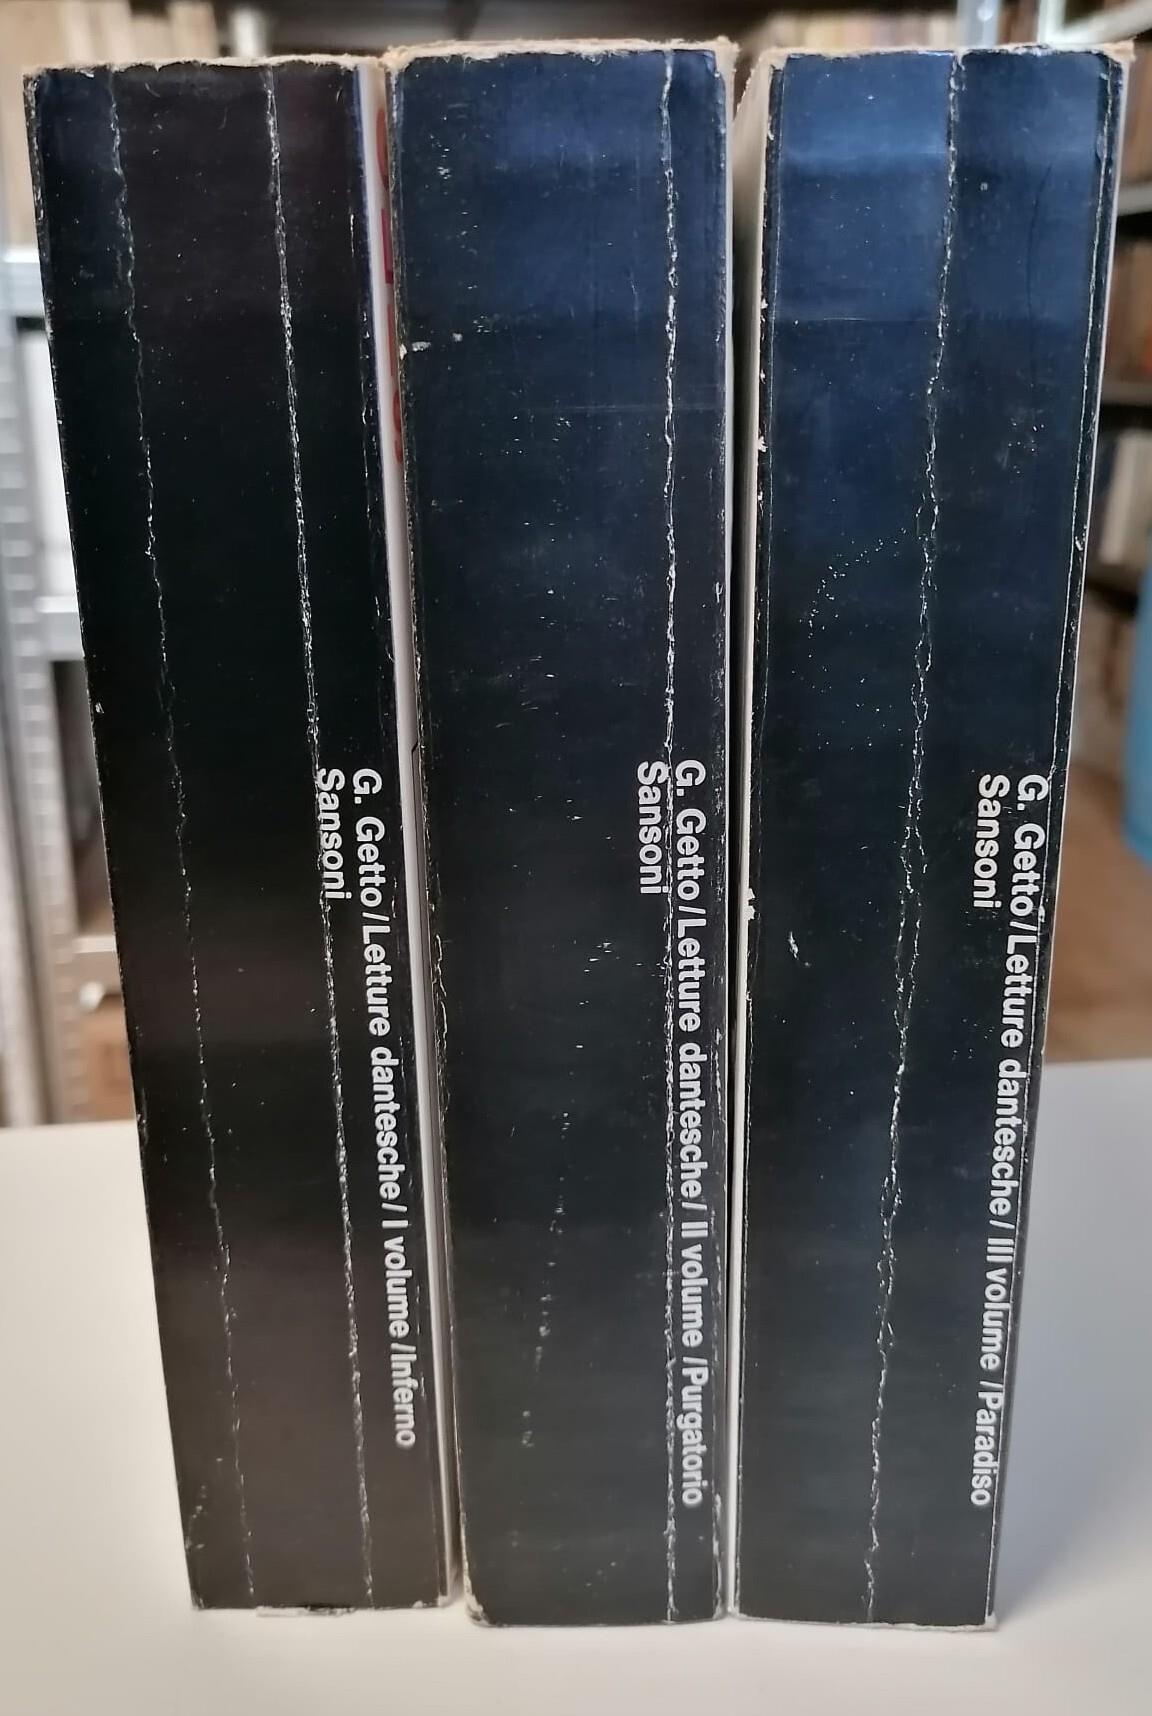 G. Getto/Letture dantesche/ I volume /Inferno
Sansoni
G. Getto/Letture dantesche/ II volume /Purgatorio
Sansoni
G. Getto/Letture dantesche/ III volume /Paradiso
Sansoni